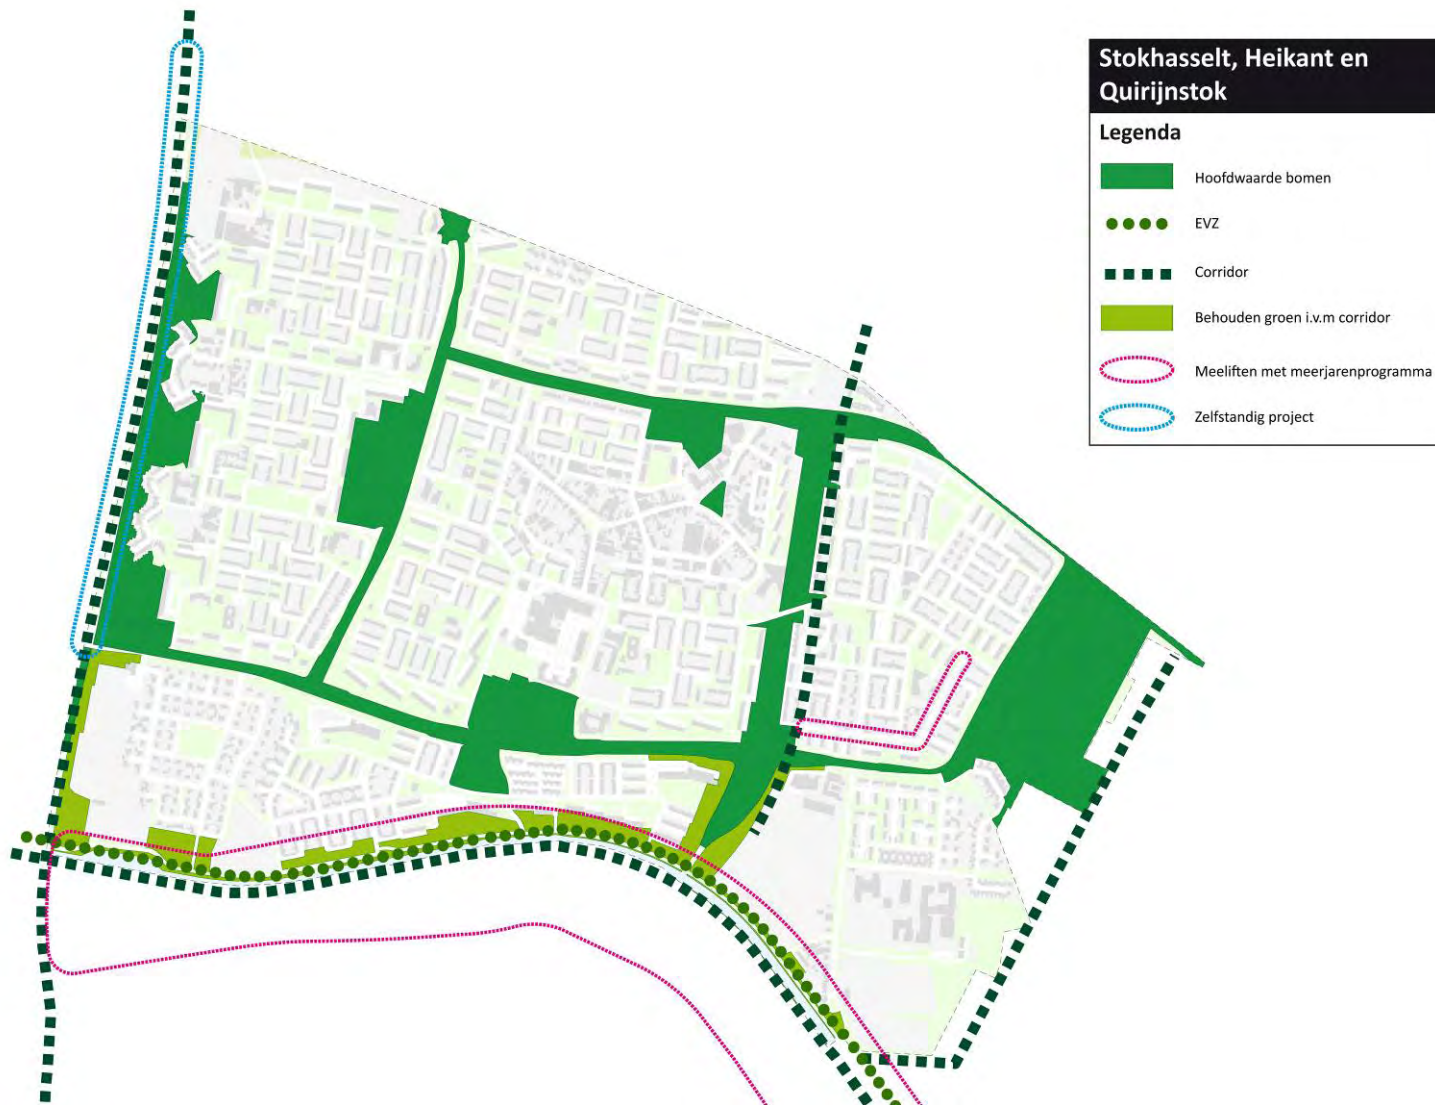 Stokhasselt, Heikant en
Quirijnstok
Legenda
Hoofdwaarde bomen
EVZ
Corridor
Behouden groen i.v.m corridor
Meeliften met meerjarenprogramma
Zelfstandig project